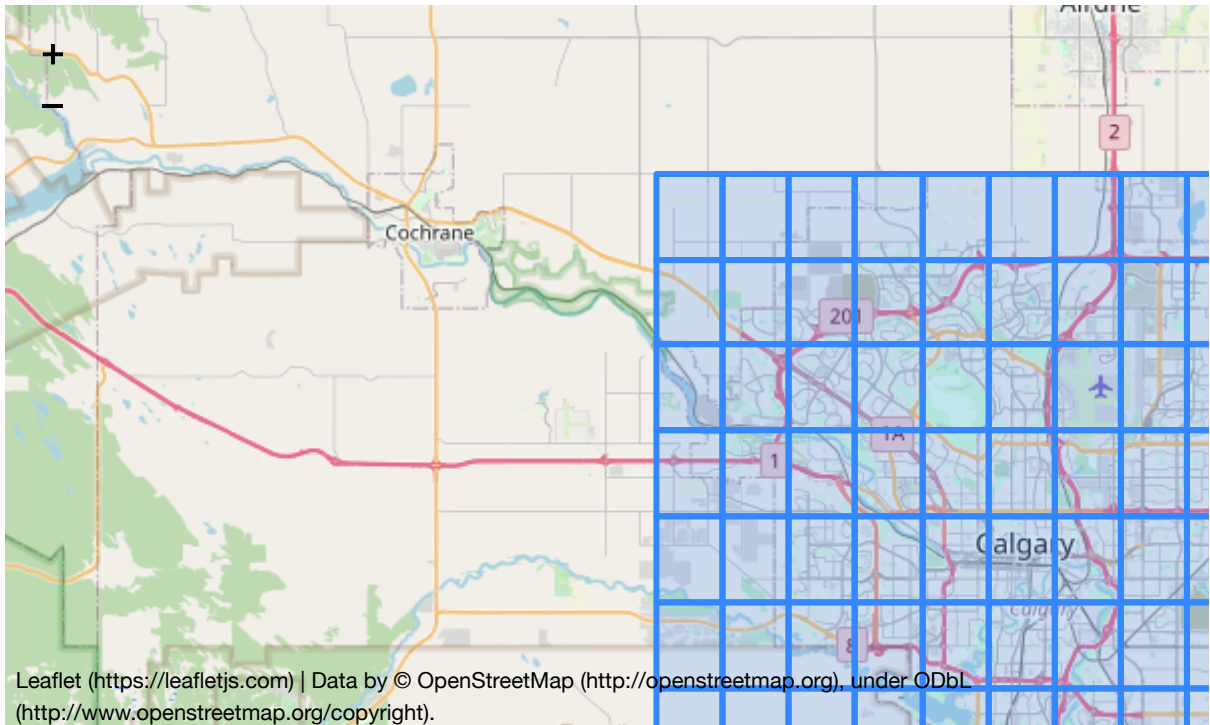 Airdrie
+
−
2
Cochrane
201
1A
1
Calgary
Calgary
8
Leaflet (https://leafletjs.com) | Data by © OpenStreetMap (http://openstreetmap.org), under ODbL
(http://www.openstreetmap.org/copyright).